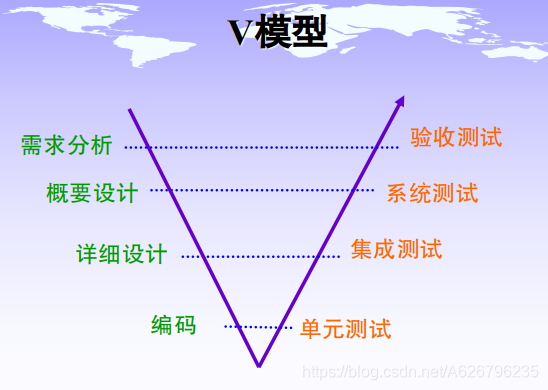 V模型
需求分析
验收测试
概要设计
系统测试
详细设计
集成测试
编码
单元测试
https://blog.csdn.net/A626796235